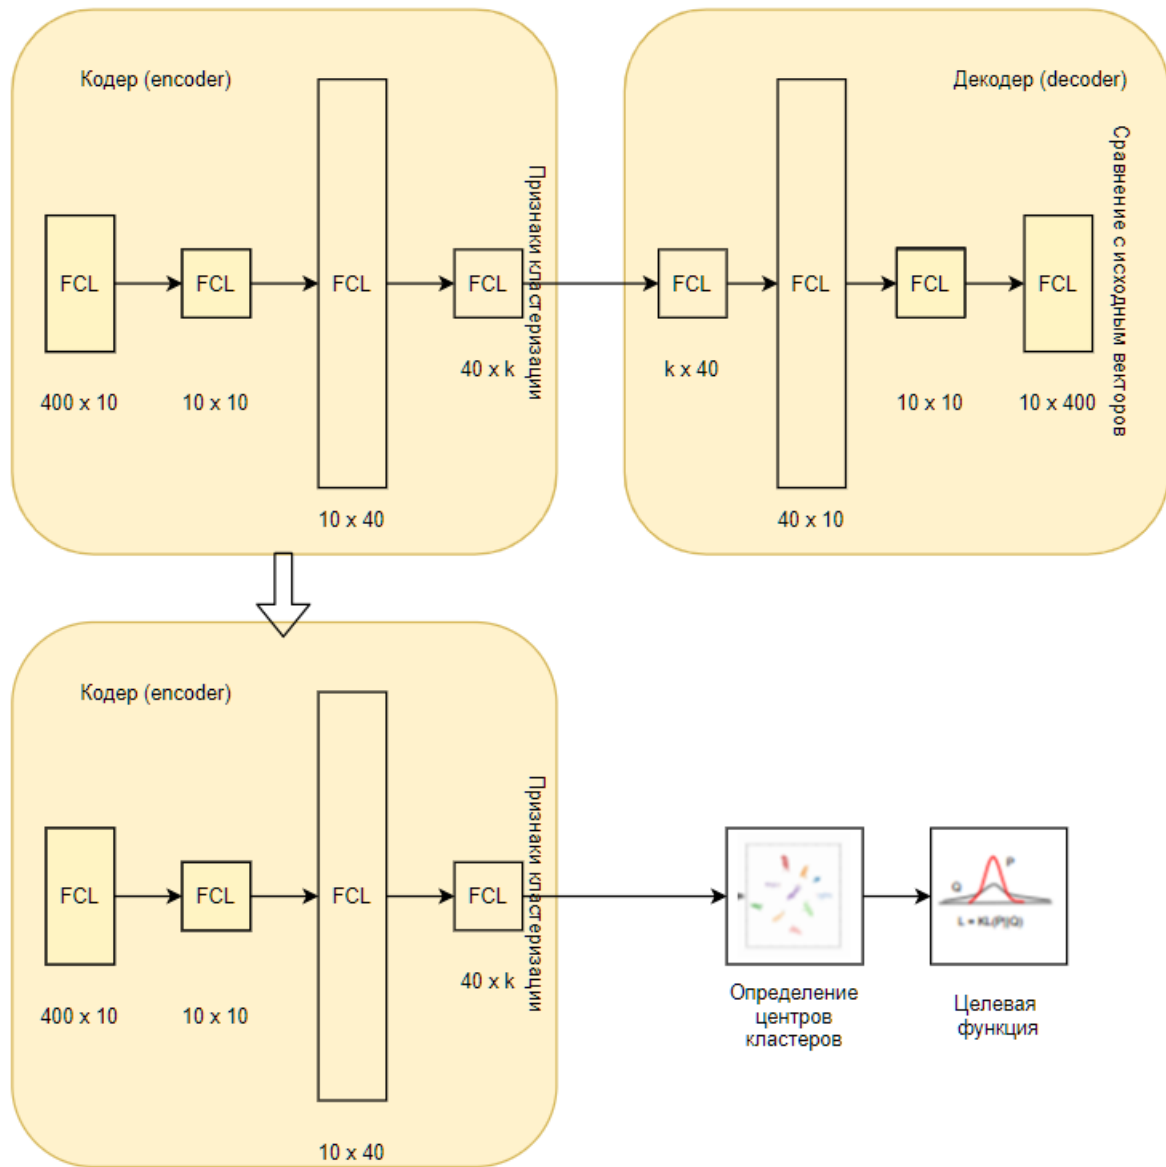 Кодер (encoder)
Декодер (decoder)
FCL
FCL
FCL
FCL
Признаки кластеризации
FCL
FCL
FCL
FCL
Сравнение с исходным векторов
400 x 10
10 x 10
10 x 40
40 x k
k x 40
40 x 10
10 x 10
10 x 400
Кодер (encoder)
FCL
FCL
FCL
FCL
Признаки кластеризации
400 x 10
10 x 10
10 x 40
40 x k
Определение
центров
кластеров
P
Q
L = KL(P||Q)
Целевая
функция